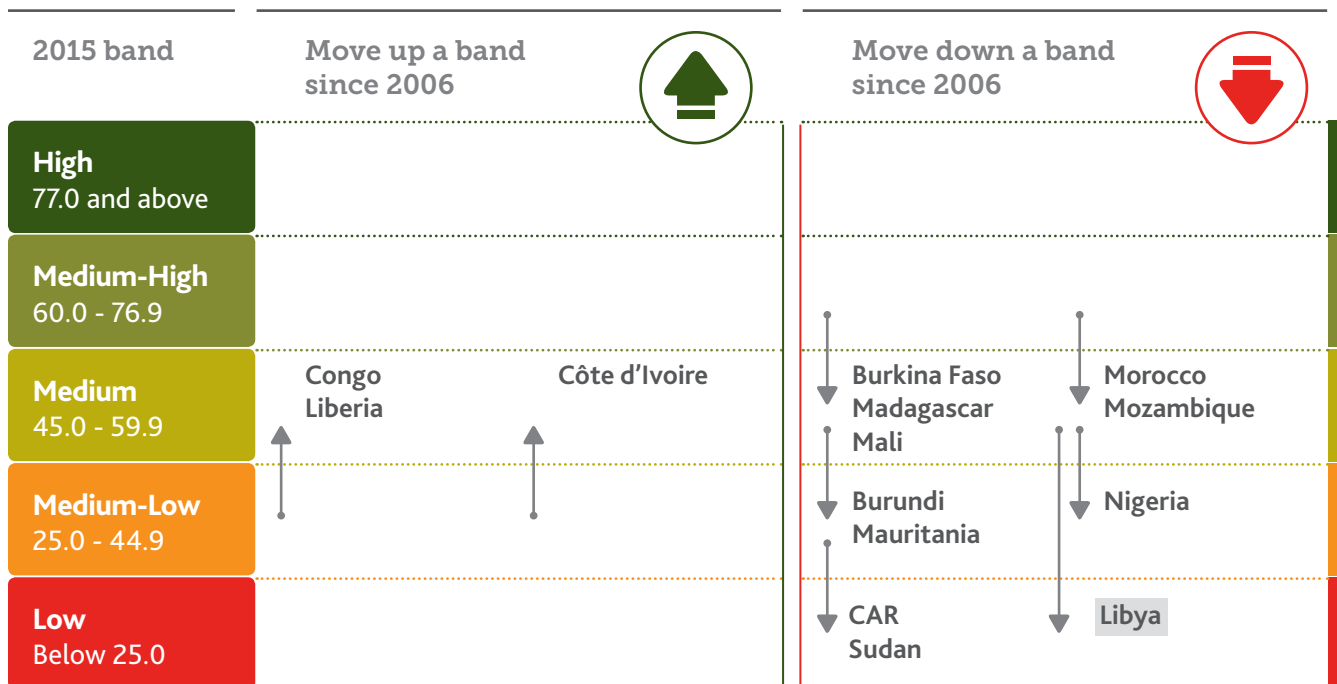 2015 band
Move up a band
since 2006
Move down a band
since 2006
High
77.0 and above
Medium-High
60.0 - 76.9
Medium
45.0 - 59.9
Congo
Liberia
Côte d’Ivoire
Burkina Faso
Madagascar
Mali
Morocco
Mozambique
Medium-Low
25.0 - 44.9
Burundi
Mauritania
Nigeria
Low
Below 25.0
CAR
Sudan
Libya